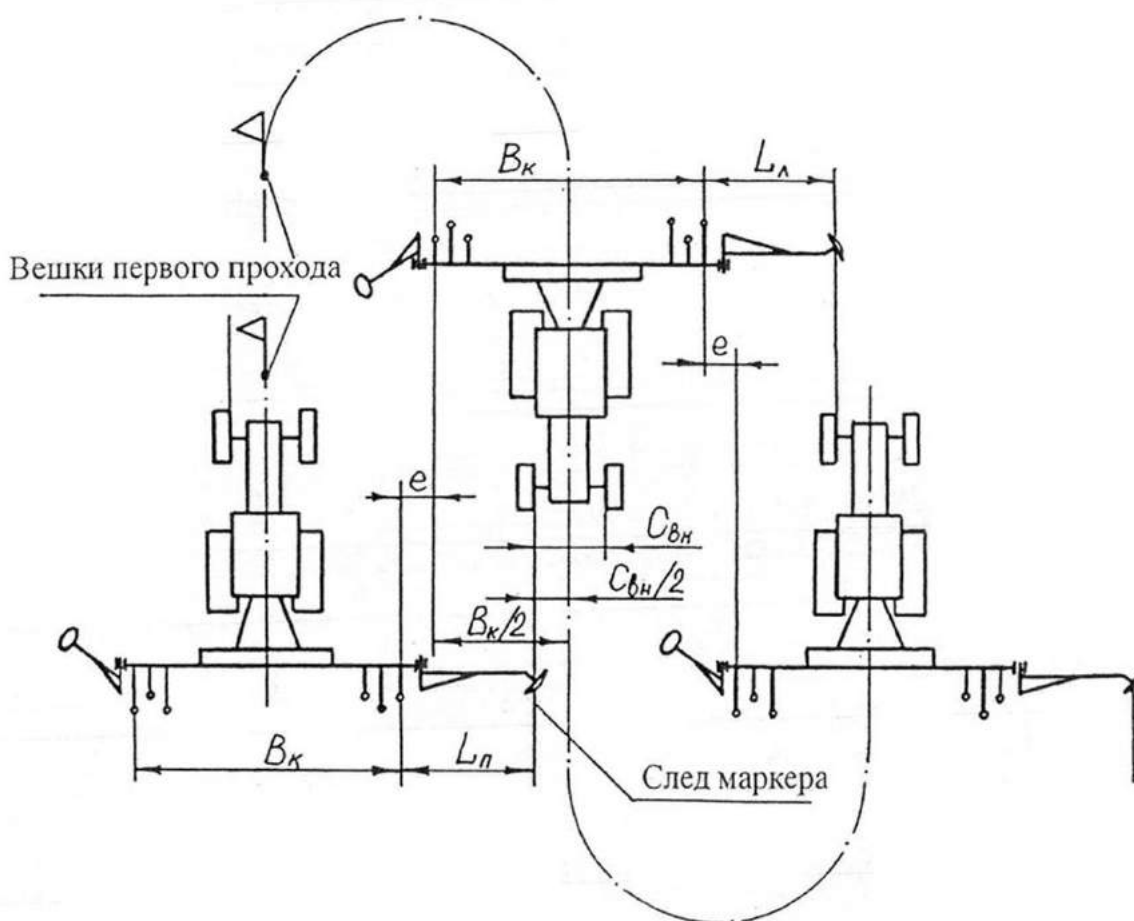 Bк
Lл
Вешки первого прохода
e
e
Cвн
Cвн/2
Bк/2
Bк
Lп
След маркера